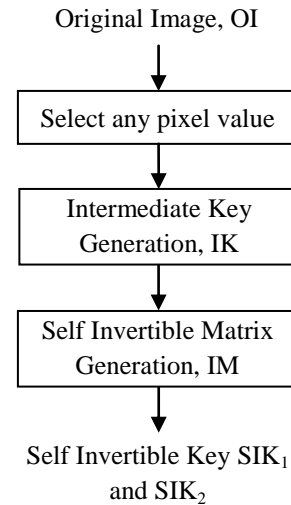 Original Image, OI
Select any pixel value
Intermediate Key
Generation, IK
Self Invertible Matrix
Generation, IM
Self Invertible Key SIK₁
and SIK₂